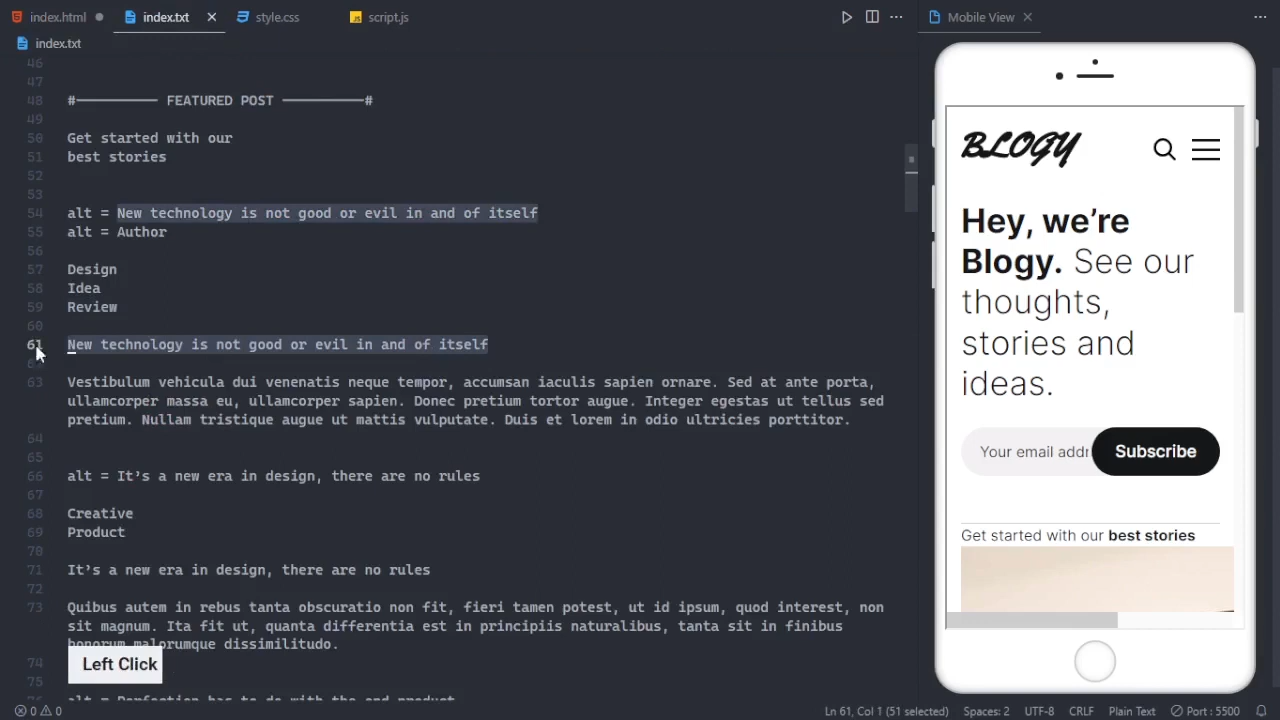 index.html
index.txt
style.css
script.js
Mobile View
index.txt
46
47
48 #────────── FEATURED POST ──────────#
49
50 Get started with our
51 best stories
52
53
54 alt = New technology is not good or evil in and of itself
55 alt = Author
56
57 Design
58 Idea
59 Review
60
61 New technology is not good or evil in and of itself
63 Vestibulum vehicula dui venenatis neque tempor, accumsan iaculis sapien ornare. Sed at ante porta,
ullamcorper massa eu, ullamcorper sapien. Donec pretium tortor augue. Integer egestas ut tellus sed
pretium. Nullam tristique augue ut mattis vulputate. Duis et lorem in odio ultricies porttitor.
64
65
66 alt = It’s a new era in design, there are no rules
67
68 Creative
69 Product
70
71 It’s a new era in design, there are no rules
72
73 Quibus autem in rebus tanta obscuratio non fit, fieri tamen potest, ut id ipsum, quod interest, non
sit magnum. Ita fit ut, quanta differentia est in principiis naturalibus, tanta sit in finibus
bonorum malorumque dissimilitudo.
74
75
76 alt = Perfection has to do with the end product
Left Click
BLOGY
Hey, we’re
Blogy. See our
thoughts,
stories and
ideas.
Your email addr
Subscribe
Get started with our best stories
0 0
Ln 61, Col 1 (51 selected)
Spaces: 2
UTF-8
CRLF
Plain Text
Port : 5500